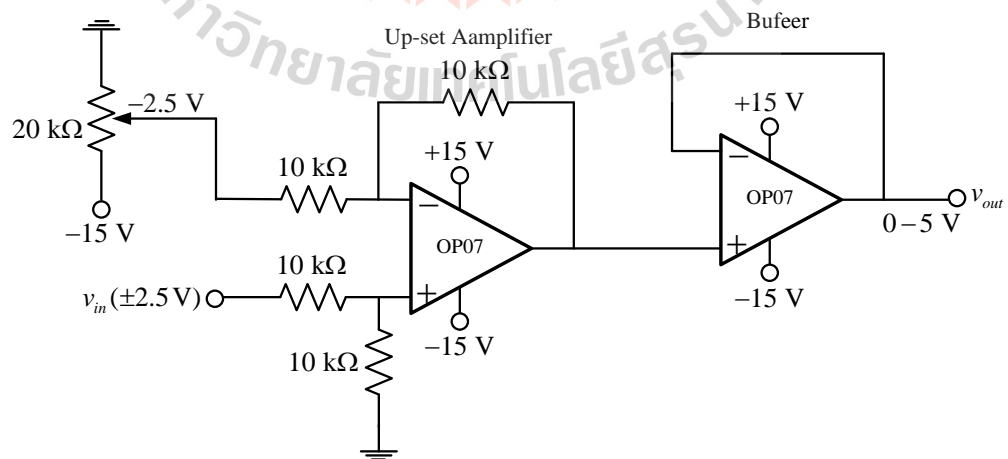 Bufeer
Up-set Aamplifier
10 kΩ
−2.5 V
20 kΩ
+15 V
+15 V
10 kΩ
−
−
OP07
OP07
v_out
0−5 V
−15 V
10 kΩ
+
+
v_in (±2.5 V)
−15 V
−15 V
10 kΩ